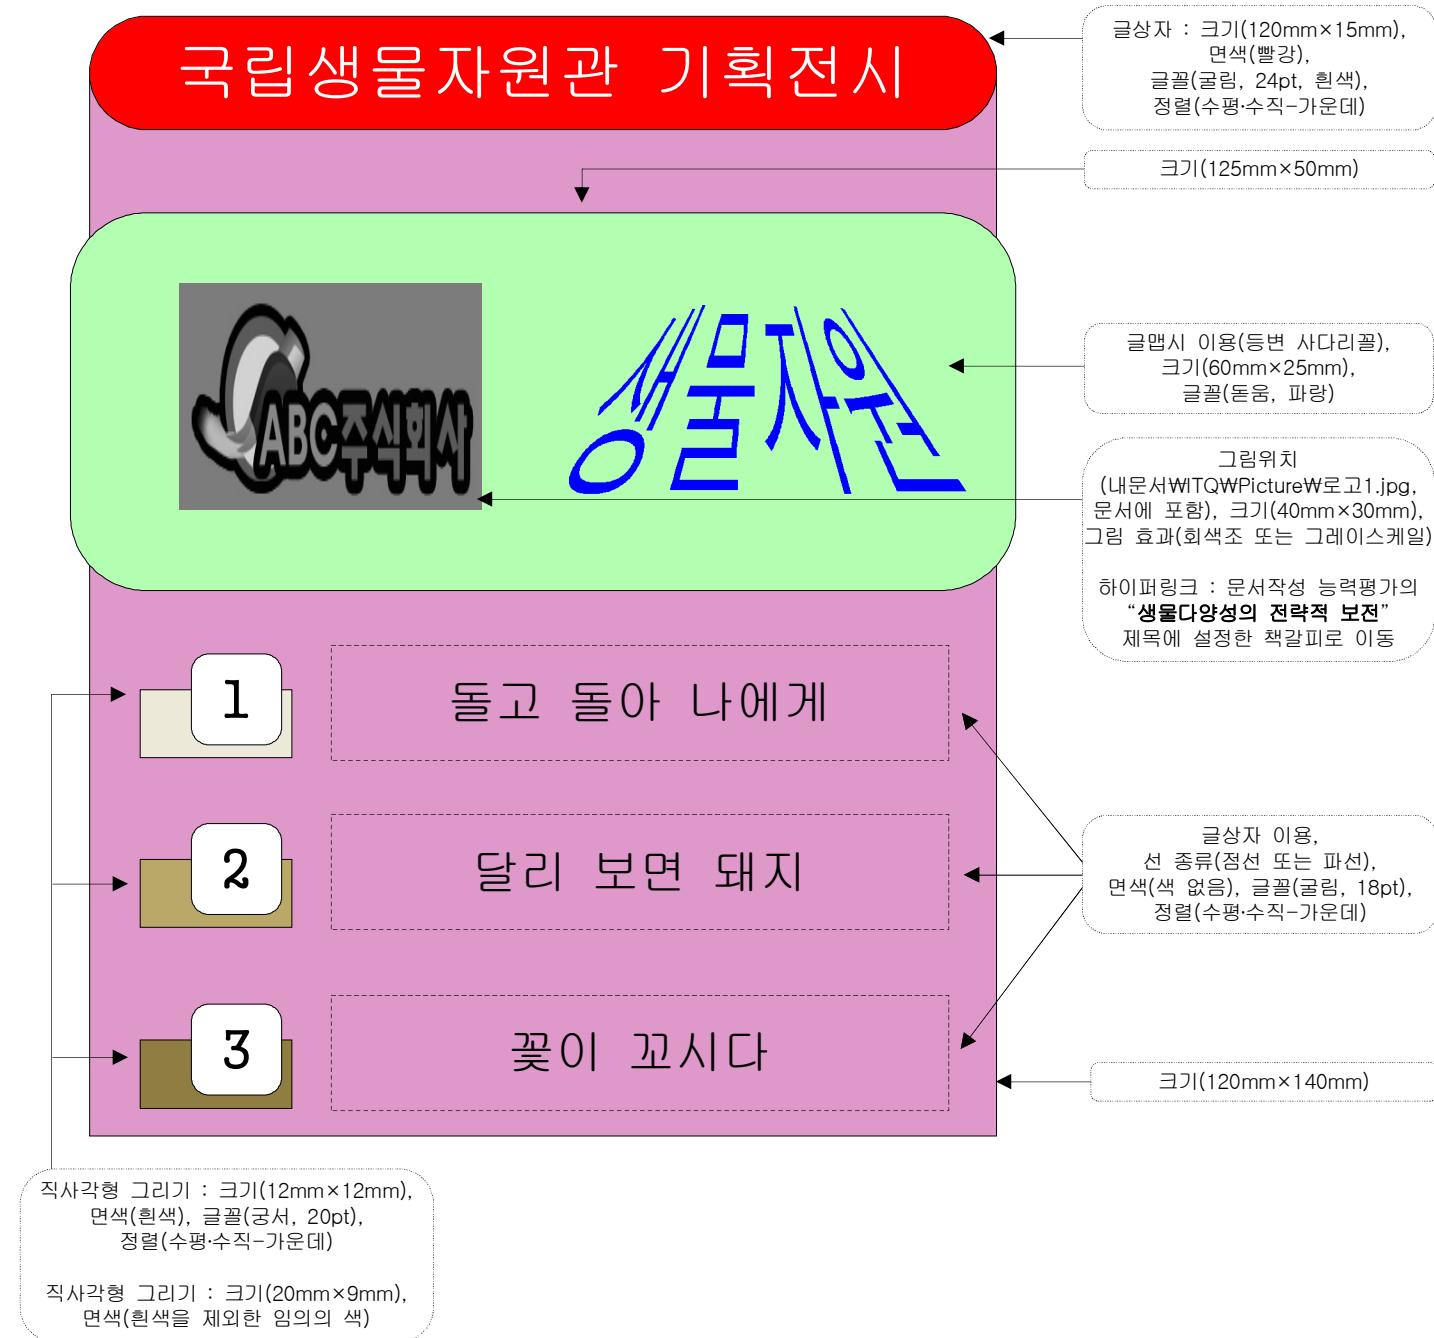 국립생물자원관 기획전시
글상자 : 크기(120mm×15mm),
면색(빨강),
글꼴(굴림, 24pt, 흰색),
정렬(수평·수직-가운데)
크기(125mm×50mm)
ABC주식회사
생물자원
글맵시 이용(등변 사다리꼴),
크기(60mm×25mm),
글꼴(돋움, 파랑)
그림위치
(내문서₩ITQ₩Picture₩로고1.jpg,
문서에 포함), 크기(40mm×30mm),
그림 효과(회색조 또는 그레이스케일)
하이퍼링크 : 문서작성 능력평가의
“생물다양성의 전략적 보전”
제목에 설정한 책갈피로 이동
1
돌고 돌아 나에게
2
달리 보면 돼지
글상자 이용,
선 종류(점선 또는 파선),
면색(색 없음), 글꼴(굴림, 18pt),
정렬(수평·수직-가운데)
3
꽃이 꼬시다
크기(120mm×140mm)
직사각형 그리기 : 크기(12mm×12mm),
면색(흰색), 글꼴(궁서, 20pt),
정렬(수평·수직-가운데)
직사각형 그리기 : 크기(20mm×9mm),
면색(흰색을 제외한 임의의 색)